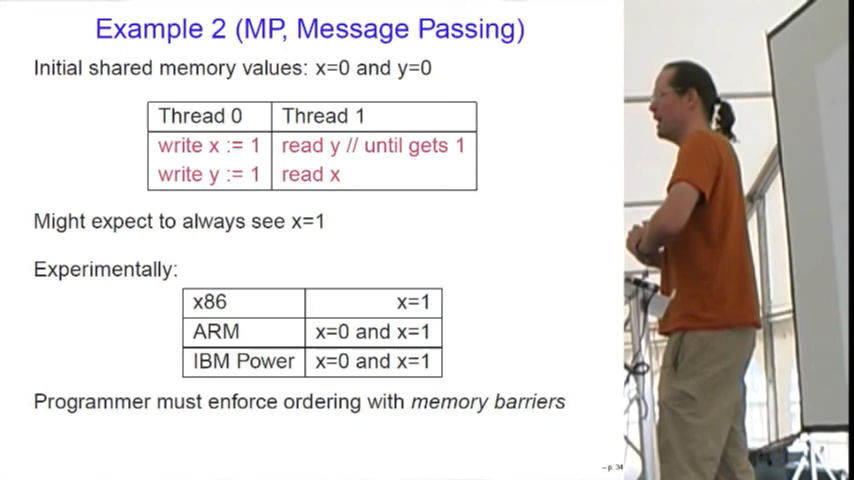 Example 2 (MP, Message Passing)
Initial shared memory values: x=0 and y=0
Thread 0 Thread 1
write x := 1 read y // until gets 1
write y := 1 read x
Might expect to always see x=1
Experimentally:
x86 x=1
ARM x=0 and x=1
IBM Power x=0 and x=1
Programmer must enforce ordering with memory barriers
– p. 34